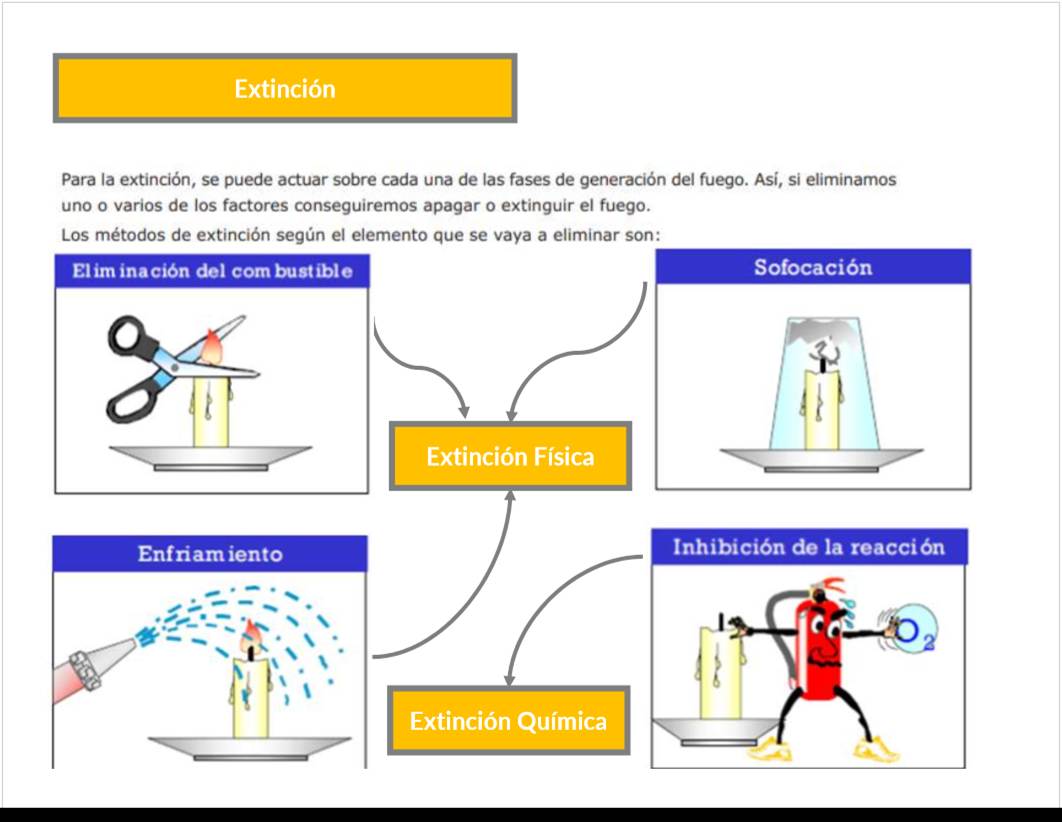 Extinción
Para la extinción, se puede actuar sobre cada una de las fases de generación del fuego. Así, si eliminamos
uno o varios de los factores conseguiremos apagar o extinguir el fuego.
Los métodos de extinción según el elemento que se vaya a eliminar son:
Eliminación del combustible
Sofocación
Extinción Física
Enfriamiento
Inhibición de la reacción
O2
Extinción Química